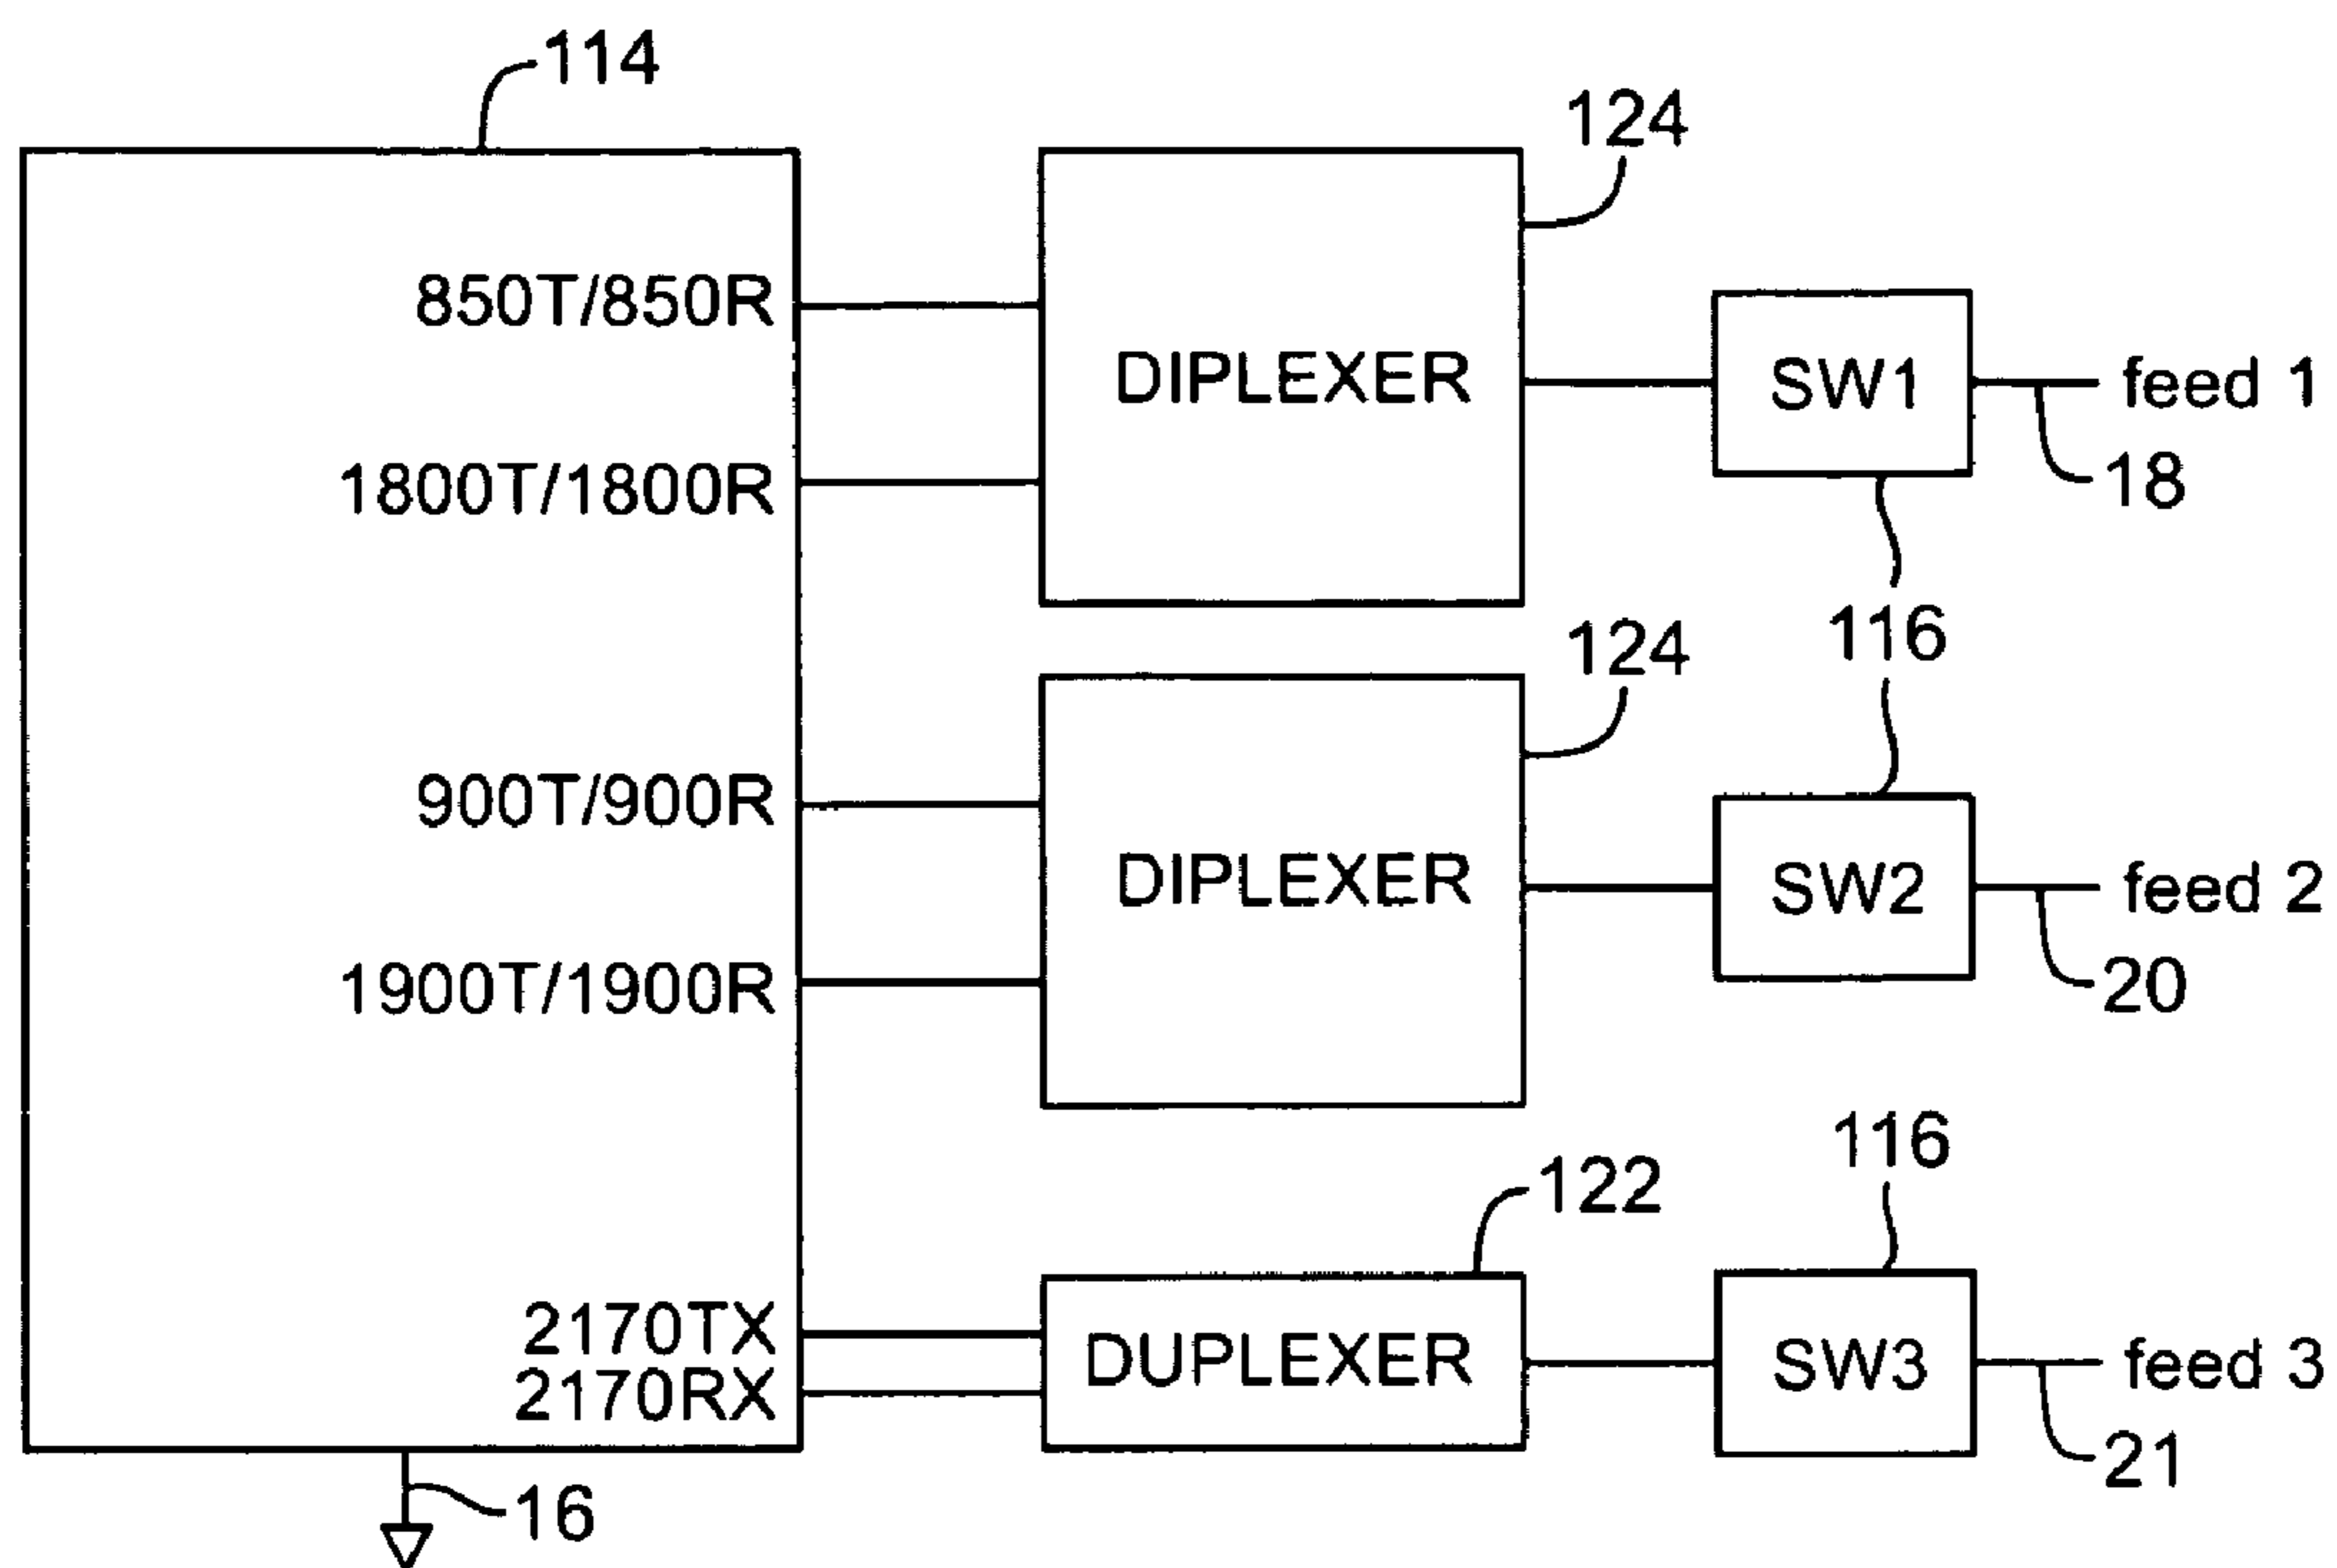 114
124
850T/850R
DIPLEXER
SW1
feed 1
1800T/1800R
18
116
124
900T/900R
DIPLEXER
SW2
feed 2
1900T/1900R
20
116
122
2170TX
DUPLEXER
SW3
feed 3
2170RX
21
16